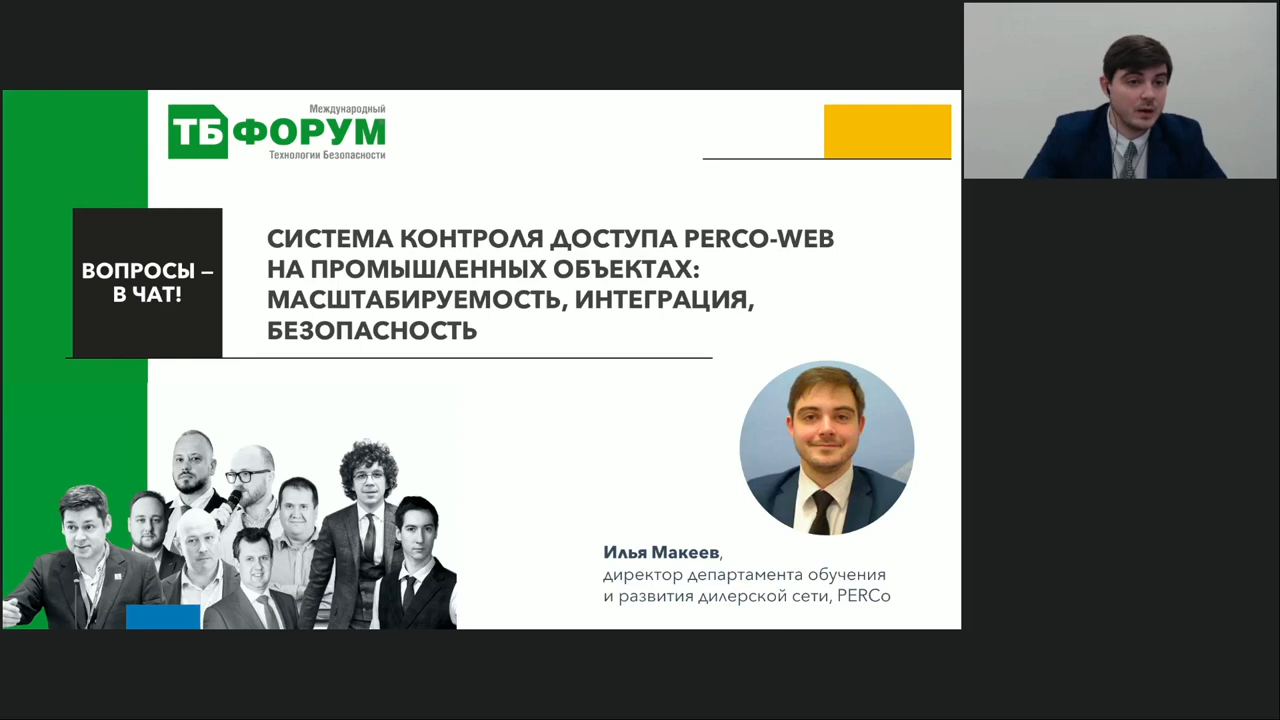 Международный
ТБ ФОРУМ
Технологии Безопасности
ВОПРОСЫ –
В ЧАТ!
СИСТЕМА КОНТРОЛЯ ДОСТУПА PERCO-WEB
НА ПРОМЫШЛЕННЫХ ОБЪЕКТАХ:
МАСШТАБИРУЕМОСТЬ, ИНТЕГРАЦИЯ,
БЕЗОПАСНОСТЬ
Илья Макеев,
директор департамента обучения
и развития дилерской сети, PERCo